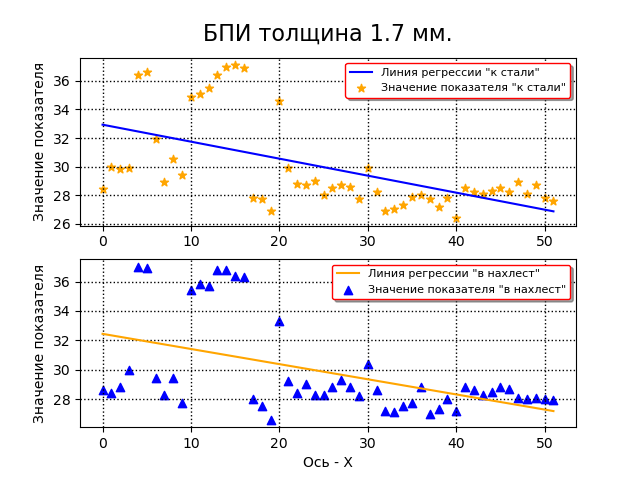 БПИ толщина 1.7 мм.
Значение показателя
36
34
32
30
28
26
Линия регрессии "к стали"
Значение показателя "к стали"
0 10 20 30 40 50
Значение показателя
36
34
32
30
28
Линия регрессии "в нахлест"
Значение показателя "в нахлест"
0 10 20 30 40 50
Ось - X